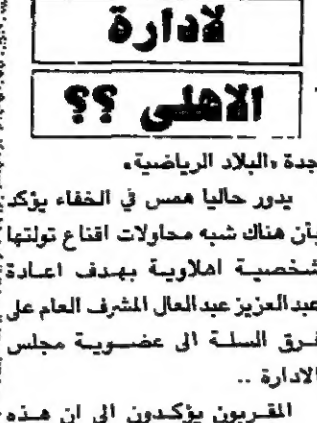 لادارة
الاهلى ؟؟
جدة «البلاد الرياضية»
يدور حاليا همس في الخفاء يؤكد
بأن هناك شبه محاولات اقناع تولتها
شخصية اهلاوية بهدف اعادة
عبدالعزيز عبدالعال المشرف العام على
فرق السلة الى عضوية مجلس
الادارة ..
المقربون يؤكدون الى ان هذه